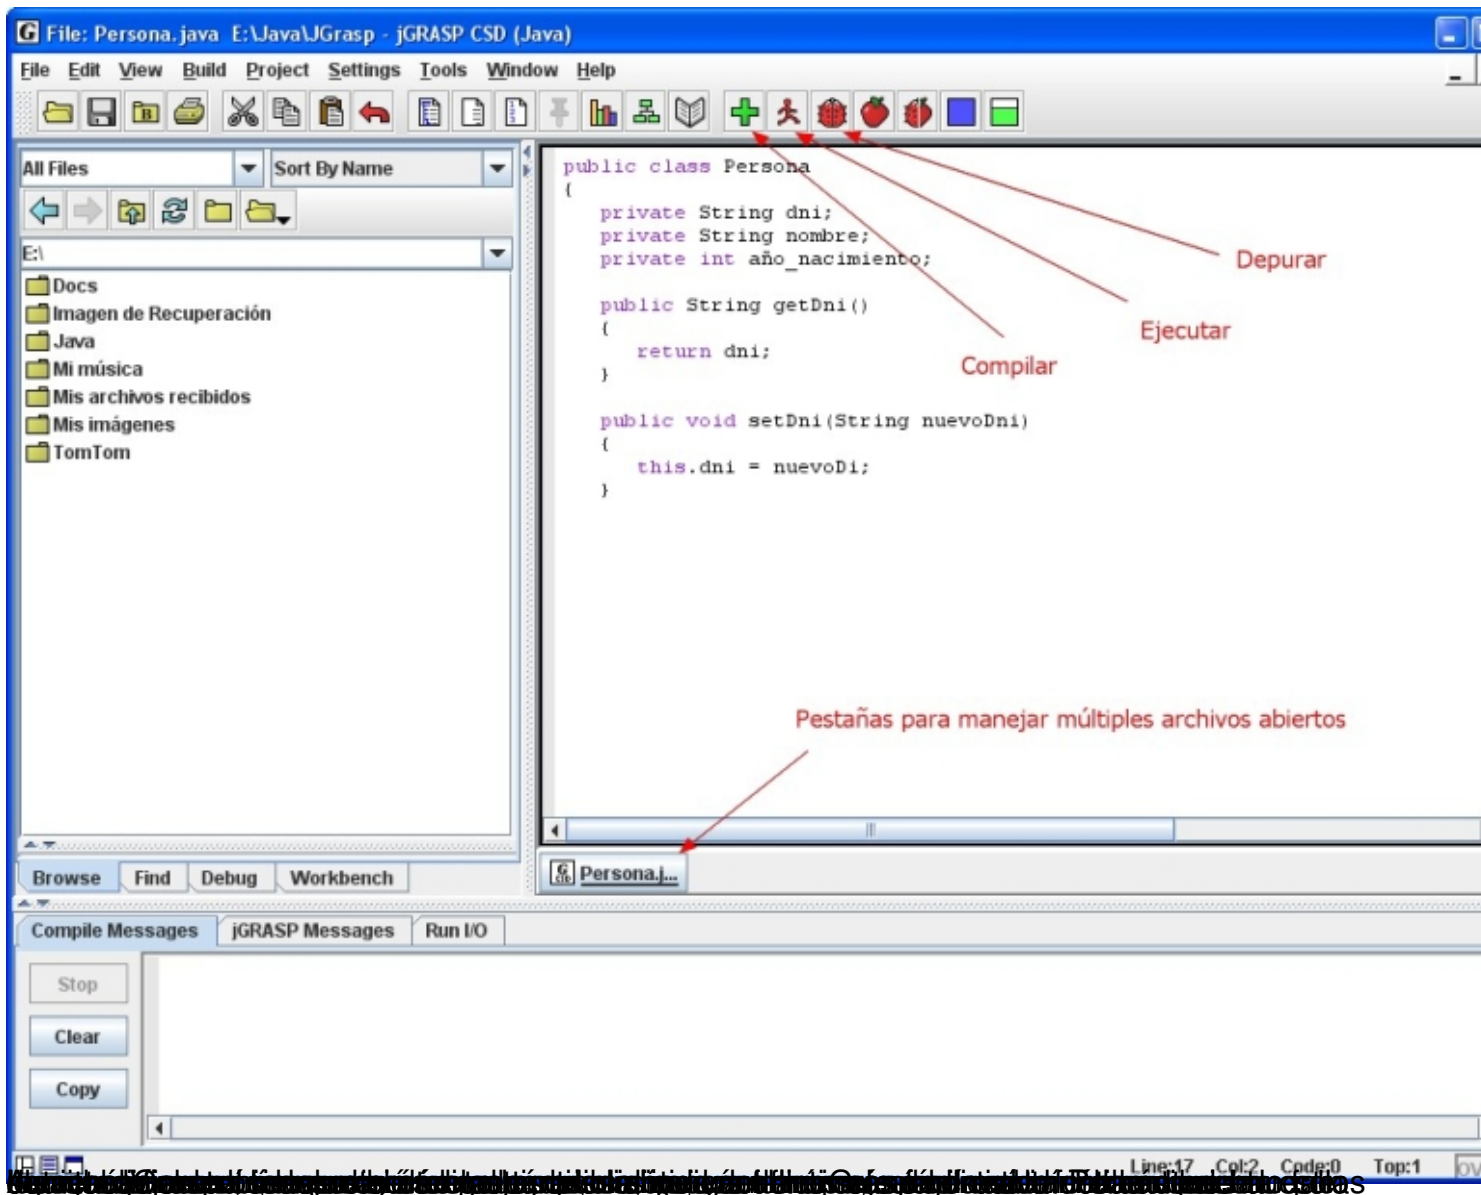 File: Persona.java E:\Java\JGrasp - jGRASP CSD (Java)
File Edit View Build Project Settings Tools Window Help
All Files Sort By Name
E:\
Docs
Imagen de Recuperación
Java
Mi música
Mis archivos recibidos
Mis imágenes
TomTom
Browse Find Debug Workbench
public class Persona
{
private String dni;
private String nombre;
private int año_nacimiento;
public String getDni()
{
return dni;
}
public void setDni(String nuevoDni)
{
this.dni = nuevoDi;
}
Depurar
Ejecutar
Compilar
Pestañas para manejar múltiples archivos abiertos
Persona.j...
Compile Messages jGRASP Messages Run I/O
Stop
Clear
Copy
Line:17 Col:2 Code:0 Top:1